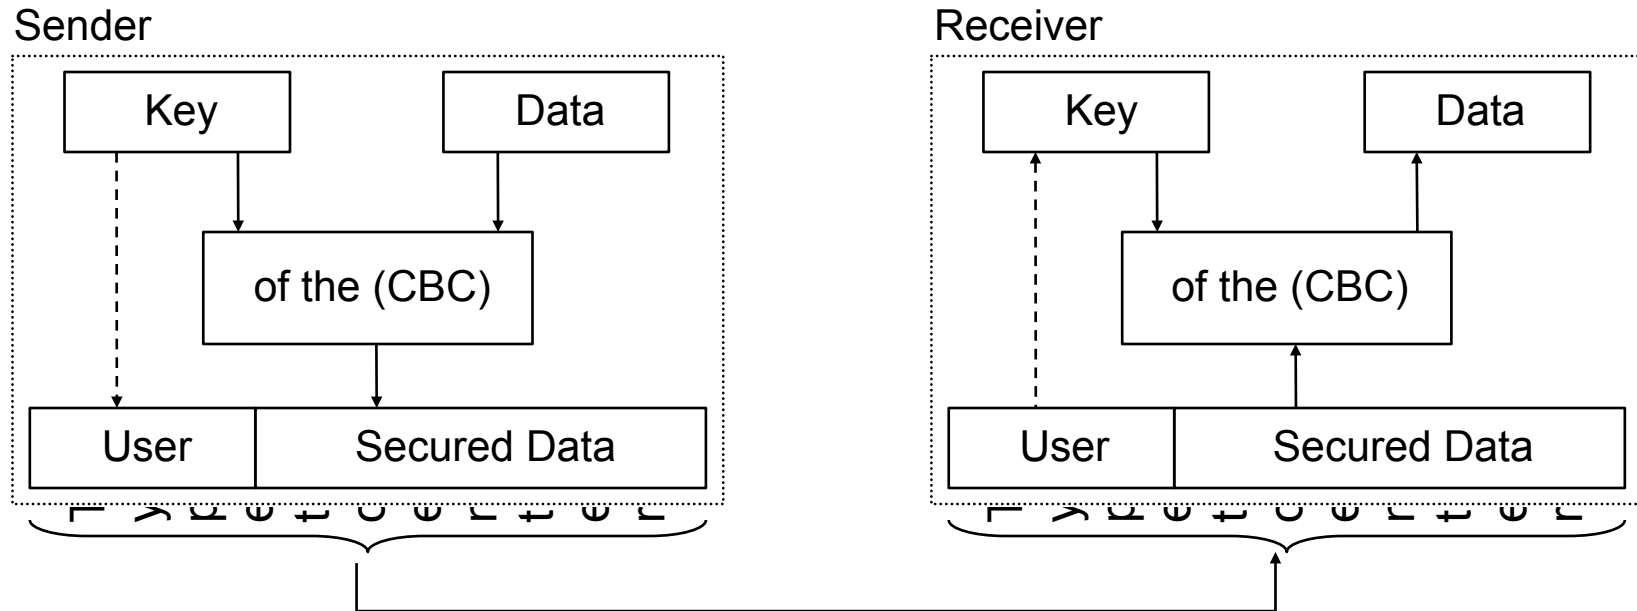 Sender
Receiver
Key
Data
Key
Data
of the (CBC)
of the (CBC)
User
Secured Data
User
Secured Data